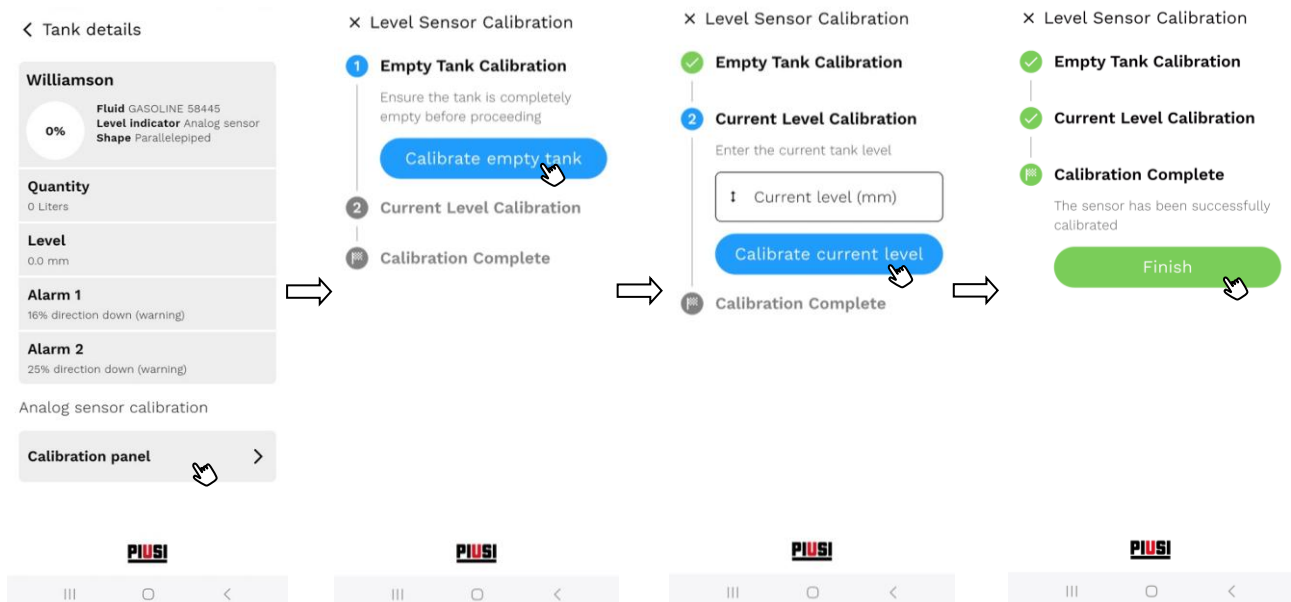 Tank details
Williamson
0%
Fluid GASOLINE 58445
Level indicator Analog sensor
Shape Parallelepiped
Quantity
0 Liters
Level
0.0 mm
Alarm 1
16% direction down (warning)
Alarm 2
25% direction down (warning)
Analog sensor calibration
Calibration panel
PIUSI
× Level Sensor Calibration
1 Empty Tank Calibration
Ensure the tank is completely
empty before proceeding
Calibrate empty tank
2 Current Level Calibration
Calibration Complete
PIUSI
× Level Sensor Calibration
Empty Tank Calibration
2 Current Level Calibration
Enter the current tank level
Current level (mm)
Calibrate current level
Calibration Complete
PIUSI
× Level Sensor Calibration
Empty Tank Calibration
Current Level Calibration
Calibration Complete
The sensor has been successfully
calibrated
Finish
PIUSI